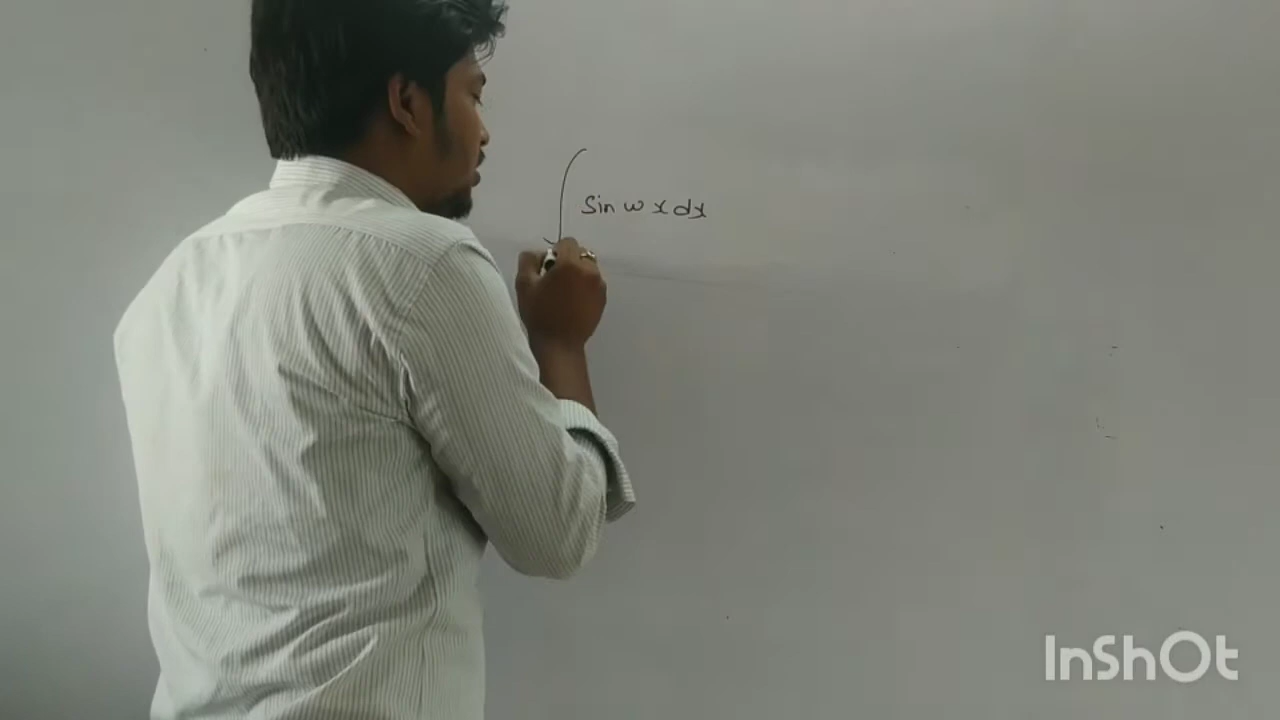 ∫ Sin ω x dx
InShOt